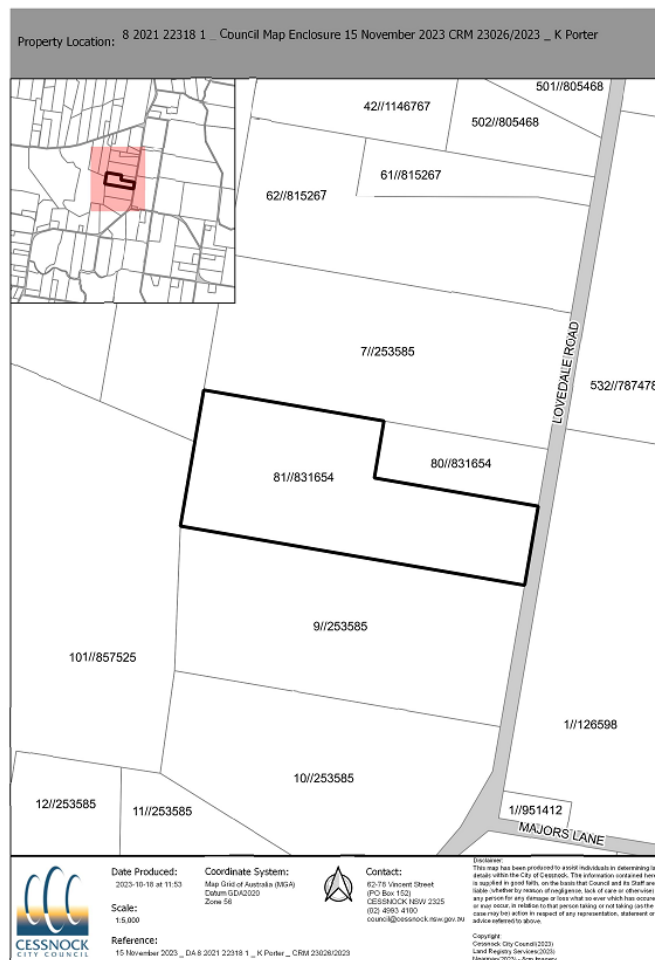 Property Location: 8 2021 22318 1 _ Council Map Enclosure 15 November 2023 CRM 23026/2023 _ K Porter
501//805468
42//1146767
502//805468
61//815267
62//815267
LOVEDALE ROAD
7//253585
532//787478
80//831654
81//831654
9//253585
101//857525
1//126598
10//253585
12//253585
11//253585
1//951412
MAJORS LANE
CESSNOCK
CITY COUNCIL
Date Produced:
2023-10-18 at 11:53
Scale:
1:5,000
Reference:
15 November 2023 _ DA 8 2021 22318 1 _ K Porter _ CRM 23026/2023
Coordinate System:
Map Grid of Australia (MGA)
Datum GDA2020
Zone 56
Contact:
62-78 Vincent Street
(PO Box 152)
CESSNOCK NSW 2325
(02) 4993 4100
council@cessnock.nsw.gov.au
Disclaimer:
This map has been produced to assist individuals in determining la
details within the City of Cessnock. The information contained here
is supplied in good faith, on the basis that Council and its Staff are
liable (whether by reason of negligence, lack of care or otherwise)
any person for any damage or loss what so ever which has occurre
or may occur, in relation to that person taking or not taking (as the
case may be) action in respect of any representation, statement or
advice referred to above.
Copyright:
Cessnock City Council(2023)
Land Registry Services(2023)